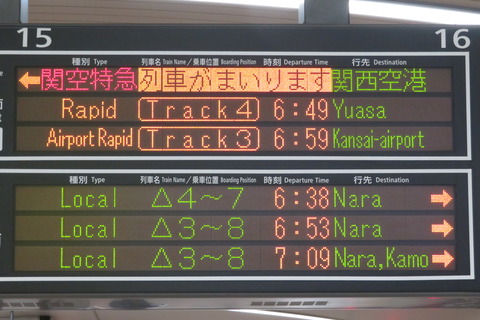 15 16
種別 Type 列車名 Train Name / 乗車位置 Boarding Position 時刻 Departure Time 行先 Destination
関空特急 列車がまいります 関西空港
Rapid Track4 6:49 Yuasa
Airport Rapid Track3 6:59 Kansai-airport
種別 Type 列車名 Train Name / 乗車位置 Boarding Position 時刻 Departure Time 行先 Destination
Local △4~7 6:38 Nara
Local △3~8 6:53 Nara
Local △3~8 7:09 Nara,Kamo